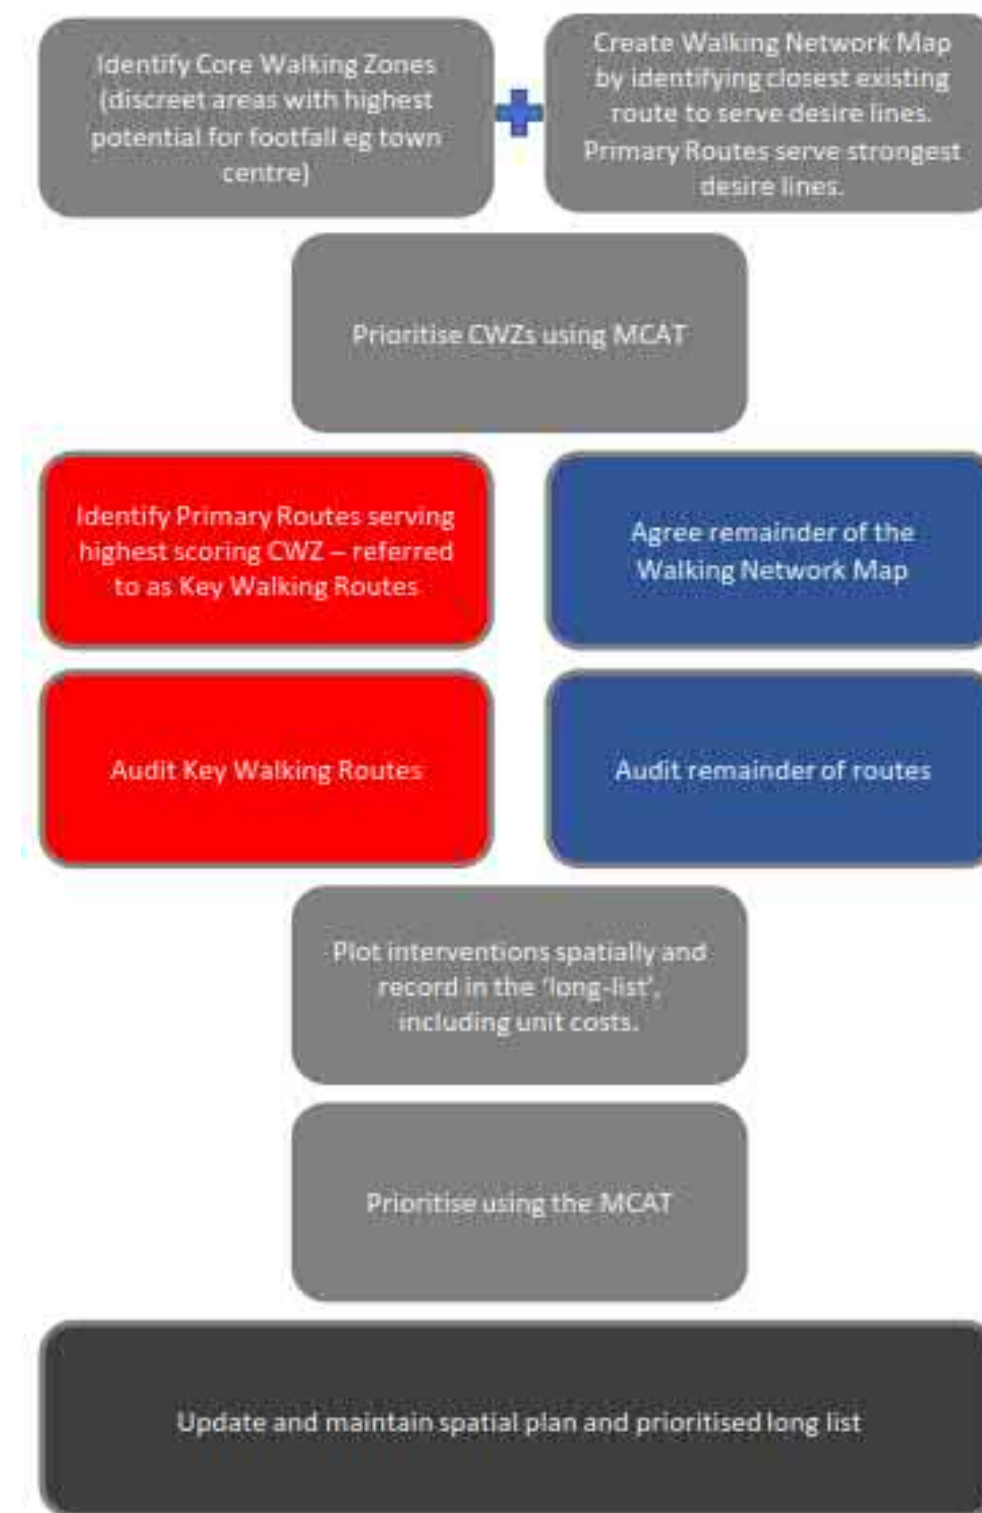 Identify Core Walking Zones
(discreet areas with highest
potential for footfall eg town
centre)
Create Walking Network Map
by identifying closest existing
route to serve desire lines.
Primary Routes serve strongest
desire lines.
Prioritise CWZs using MCAT
Identify Primary Routes serving
highest scoring CWZ – referred
to as Key Walking Routes
Agree remainder of the
Walking Network Map
Audit Key Walking Routes
Audit remainder of routes
Plot interventions spatially and
record in the ‘long-list’,
including unit costs.
Prioritise using the MCAT
Update and maintain spatial plan and prioritised long list